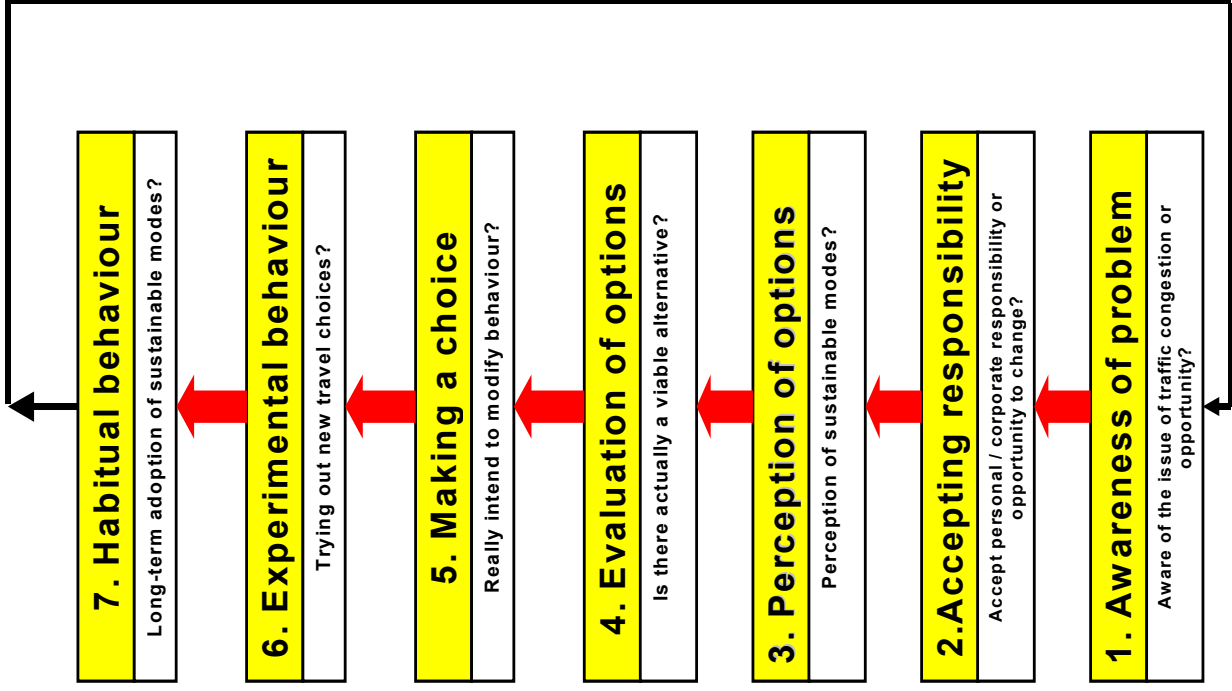 7. Habitual behaviour
Long-term adoption of sustainable modes?
6. Experimental behaviour
Trying out new travel choices?
5. Making a choice
Really intend to modify behaviour?
4. Evaluation of options
Is there actually a viable alternative?
3. Perception of options
Perception of sustainable modes?
2.Accepting responsibility
Accept personal / corporate responsibility or
opportunity to change?
1. Awareness of problem
Aware of the issue of traffic congestion or
opportunity?